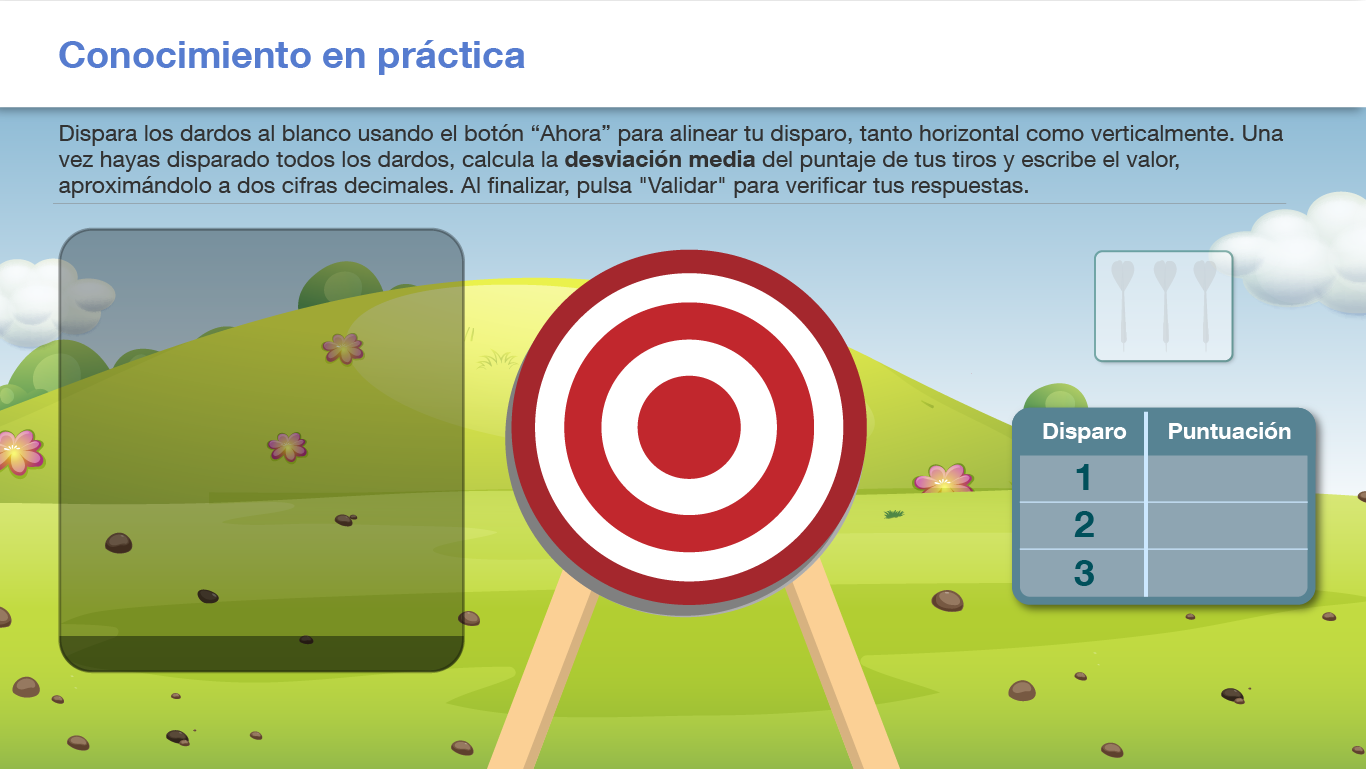 Conocimiento en práctica
Dispara los dardos al blanco usando el botón “Ahora” para alinear tu disparo, tanto horizontal como verticalmente. Una
vez hayas disparado todos los dardos, calcula la desviación media del puntaje de tus tiros y escribe el valor,
aproximándolo a dos cifras decimales. Al finalizar, pulsa "Validar" para verificar tus respuestas.
Disparo Puntuación
1
2
3